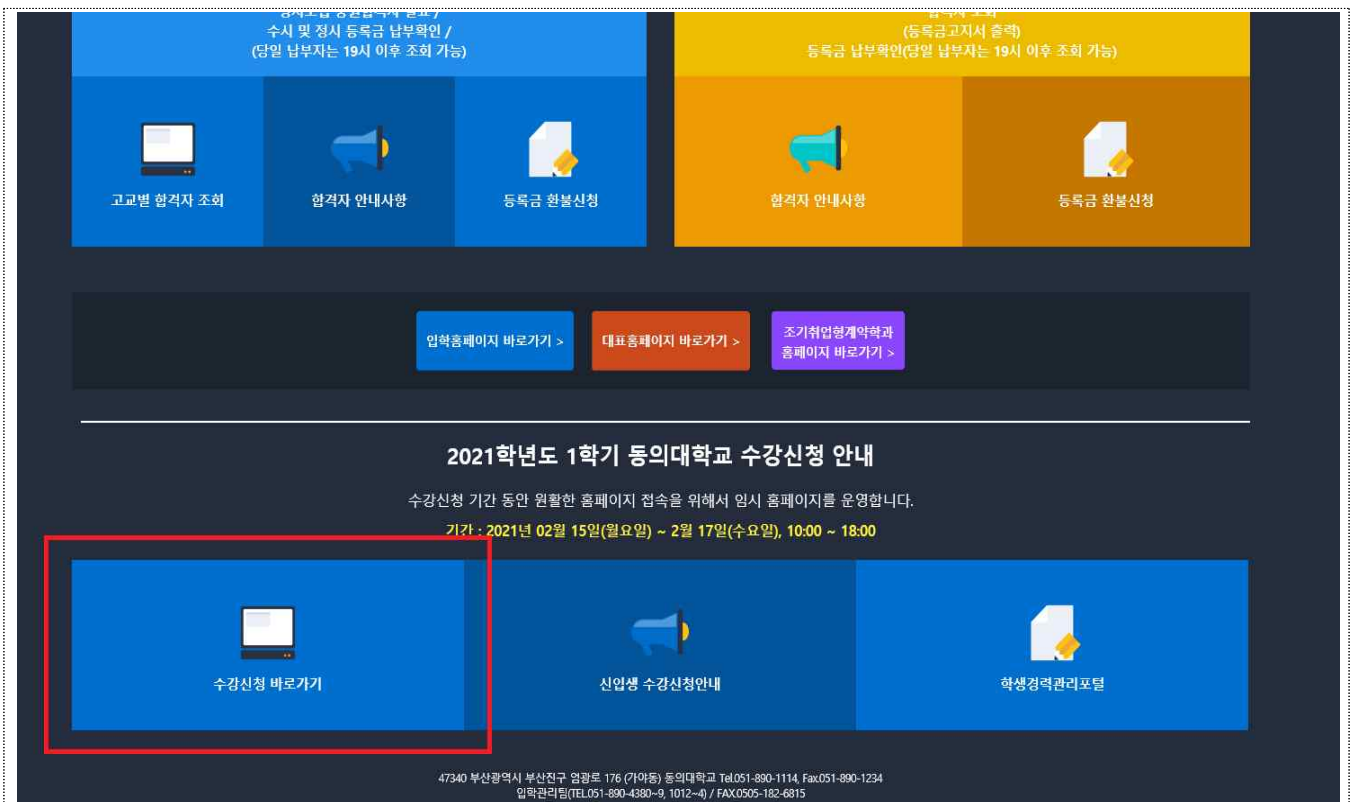 수시 및 정시 등록금 납부확인 /
(당일 납부자는 19시 이후 조회 가능)
(등록금고지서 출력)
등록금 납부확인(당일 납부자는 19시 이후 조회 가능)
고교별 합격자 조회
합격자 안내사항
등록금 환불신청
합격자 안내사항
등록금 환불신청
입학홈페이지 바로가기 >
대표홈페이지 바로가기 >
조기취업형계약학과
홈페이지 바로가기 >
2021학년도 1학기 동의대학교 수강신청 안내
수강신청 기간 동안 원활한 홈페이지 접속을 위해서 임시 홈페이지를 운영합니다.
기간 : 2021년 02월 15일(월요일) ~ 2월 17일(수요일), 10:00 ~ 18:00
수강신청 바로가기
신입생 수강신청안내
학생경력관리포털
47340 부산광역시 부산진구 엄광로 176 (가야동) 동의대학교 Tel.051-890-1114, Fax.051-890-1234
입학관리팀(TEL.051-890-4380~9, 1012~4) / FAX.0505-182-6815